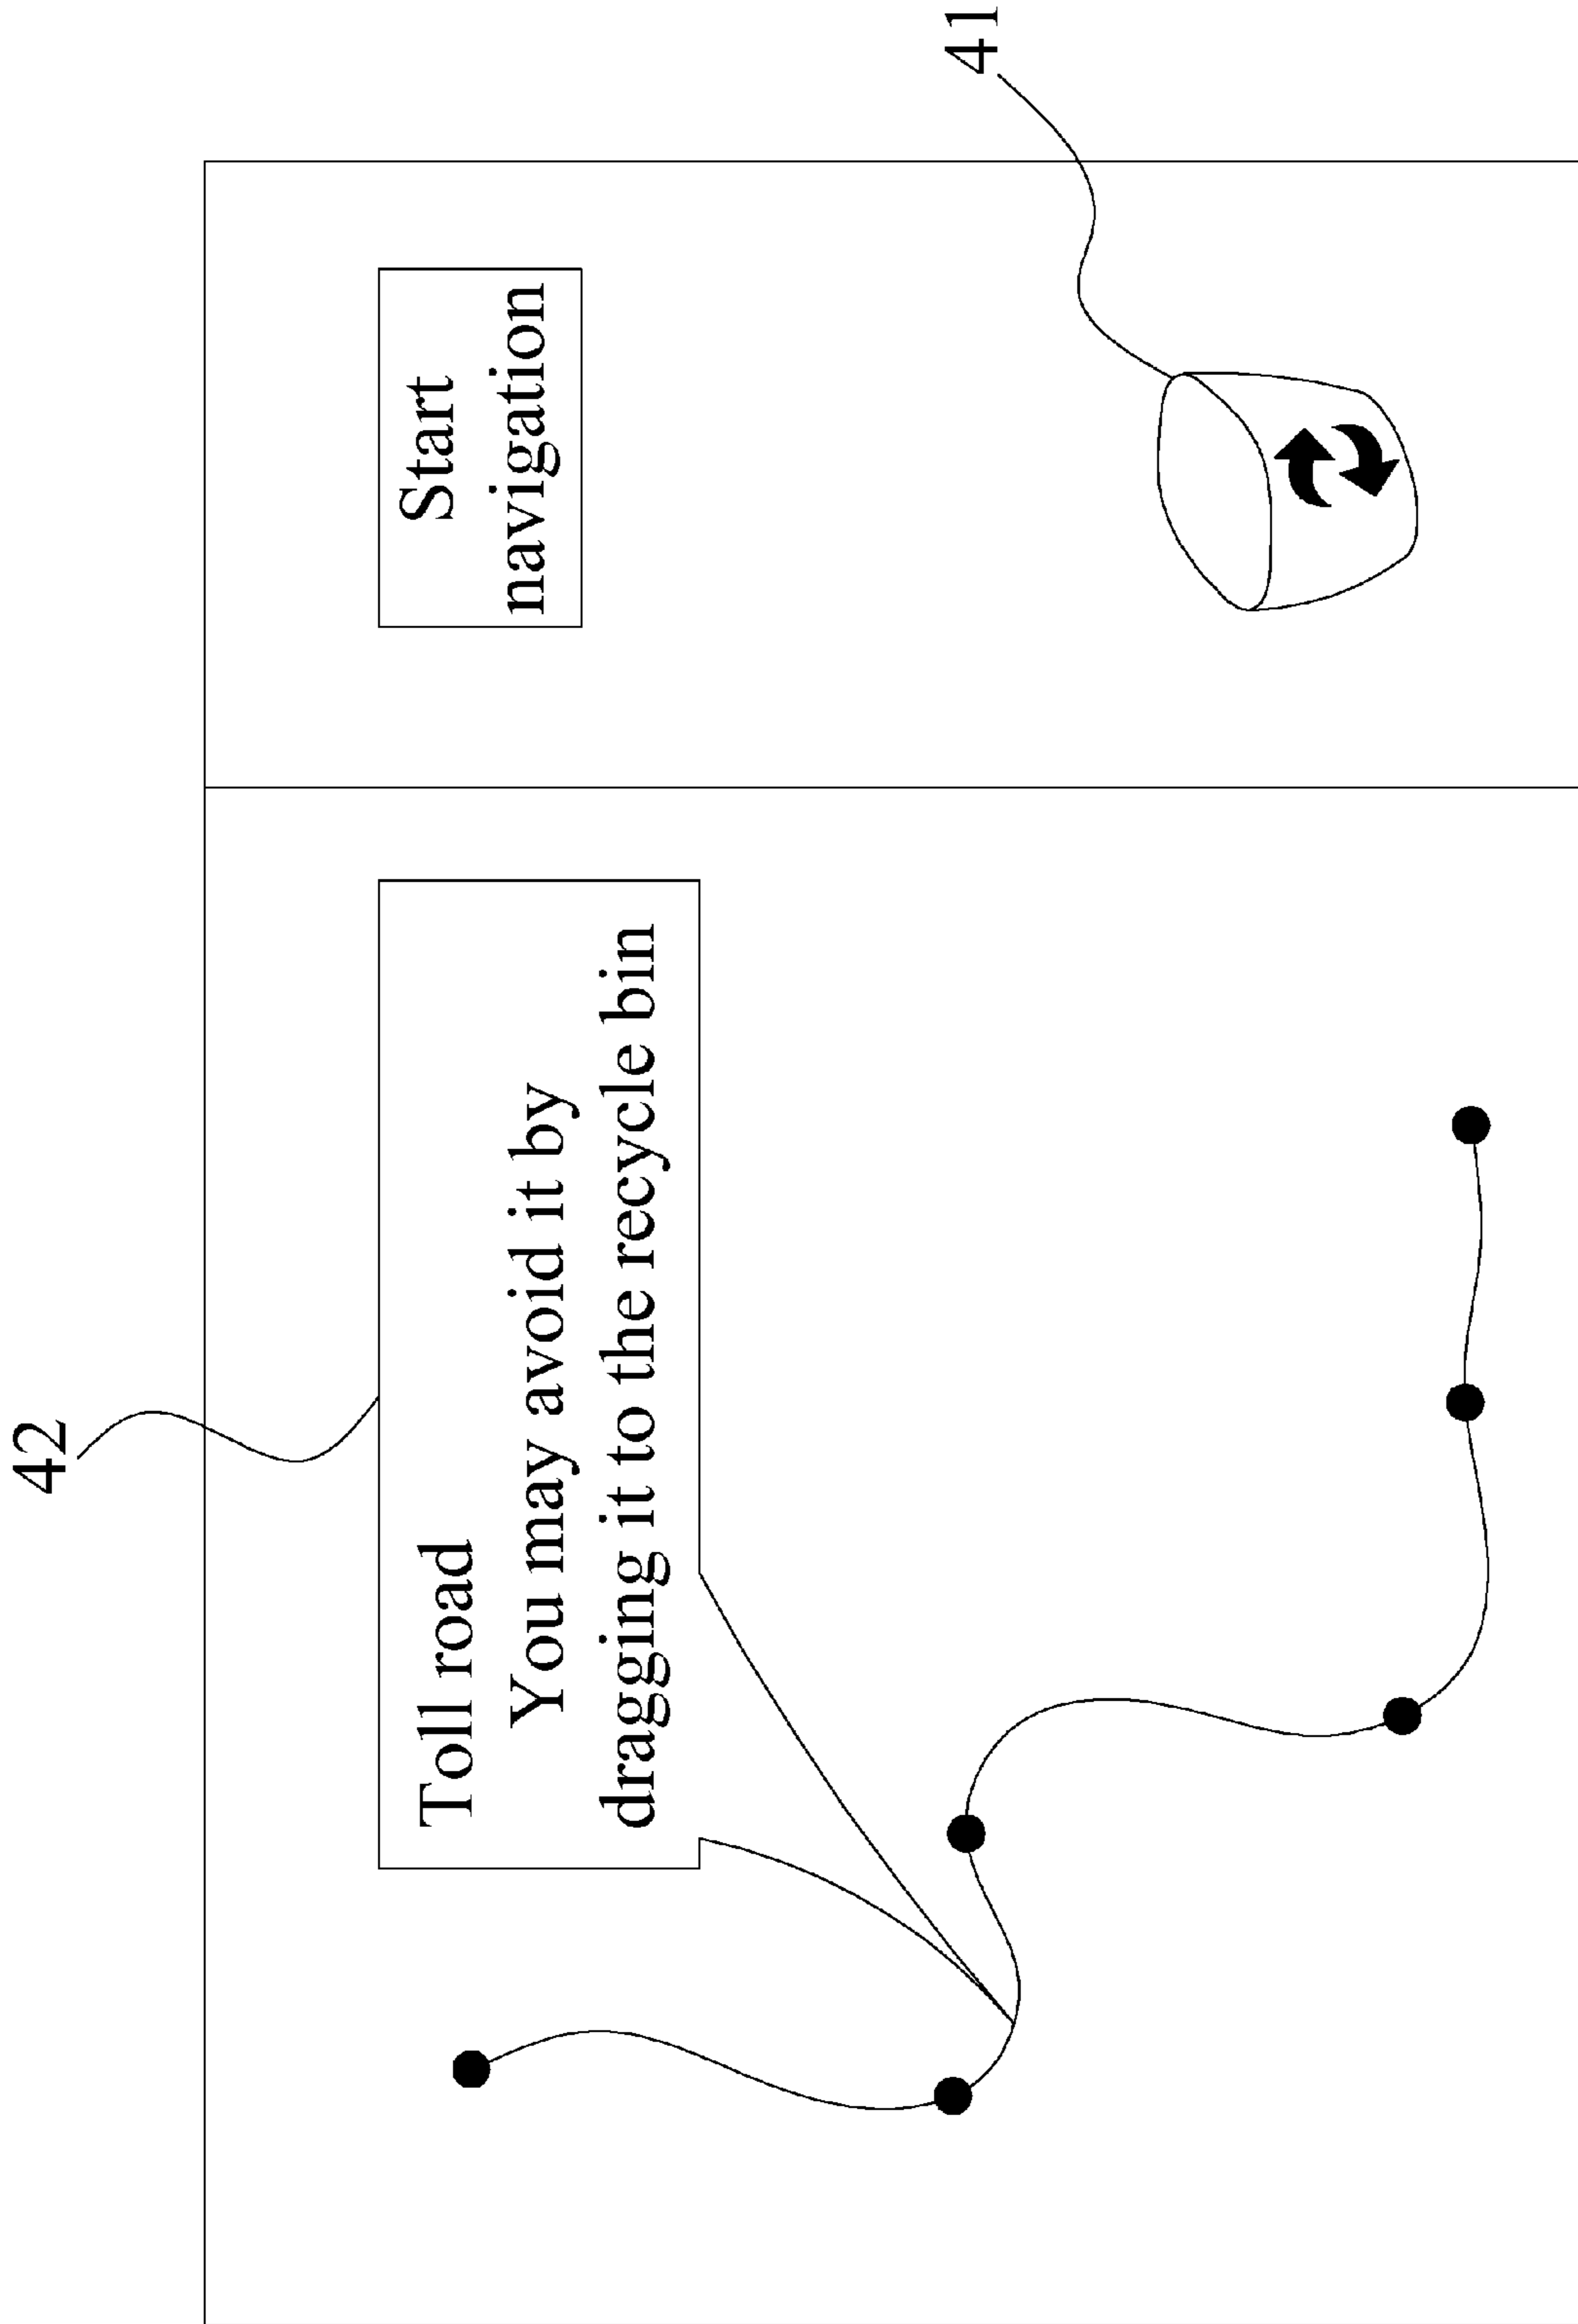 42
Toll road
You may avoid it by
dragging it to the recycle bin
Start
navigation
41